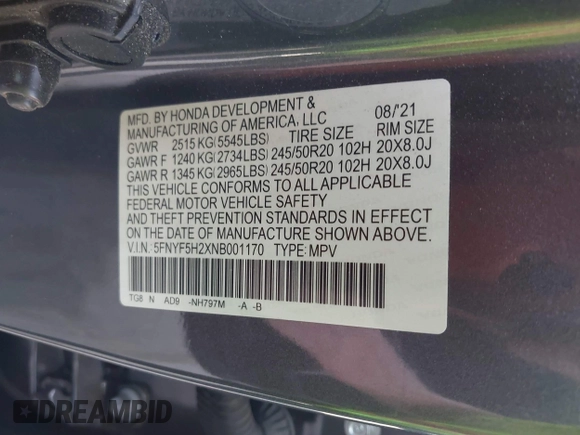 MFD. BY HONDA DEVELOPMENT & 08/'21
MANUFACTURING OF AMERICA, LLC
GVWR 2515 KG(5545LBS) TIRE SIZE RIM SIZE
GAWR F 1240 KG(2734LBS) 245/50R20 102H 20X8.0J
GAWR R 1345 KG(2965LBS) 245/50R20 102H 20X8.0J
THIS VEHICLE CONFORMS TO ALL APPLICABLE
FEDERAL MOTOR VEHICLE SAFETY
AND THEFT PREVENTION STANDARDS IN EFFECT
ON THE DATE OF MANUFACTURE SHOWN ABOVE.
V.I.N. 5FNYF5H2XNB001170 TYPE: MPV
TG8 N AD9 -NH797M -A -B
DREAMBID